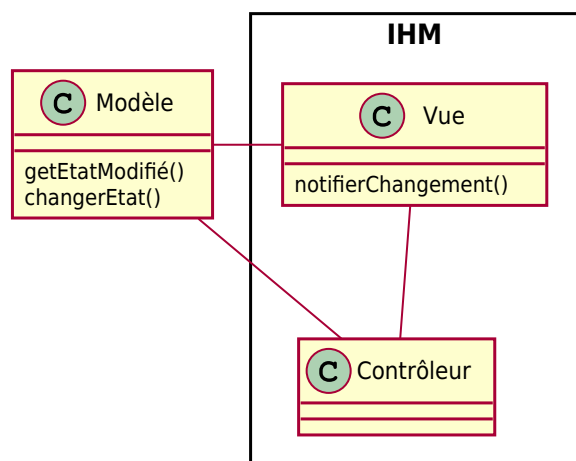 IHM
C Modèle
getEtatModifié()
changerEtat()
C Vue
notifierChangement()
C Contrôleur